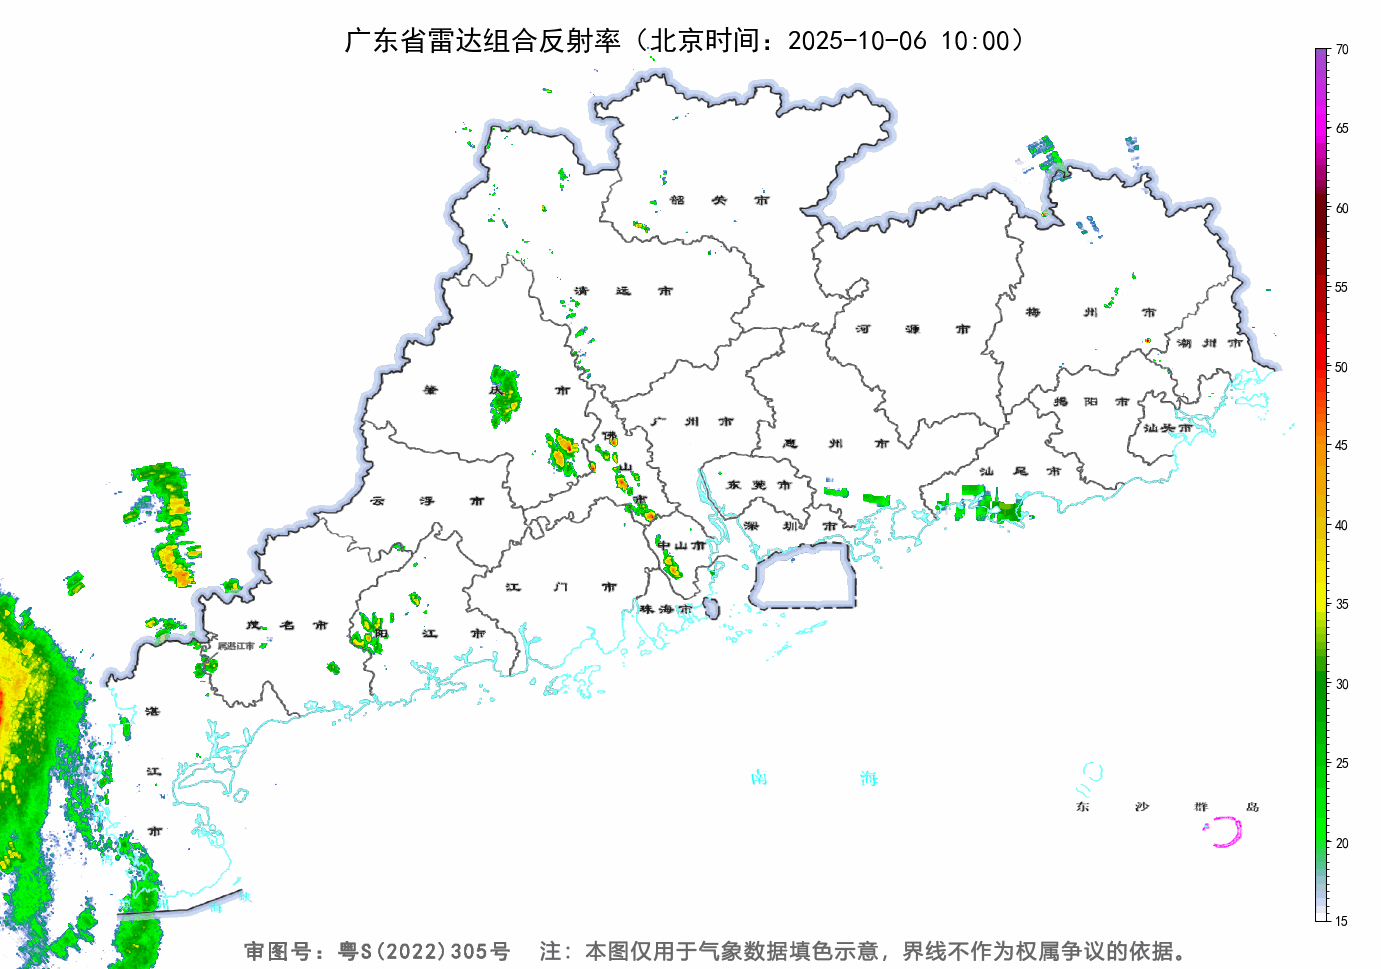 广东省雷达组合反射率（北京时间：2025-10-06 10:00）
70
65
60
55
50
45
40
35
30
25
20
15
韶关市
清远市
河源市
梅州市
潮州市
肇庆市
佛山市
广州市
惠州市
揭阳市
汕头市
汕尾市
云浮市
东莞市
深圳市
中山市
江门市
珠海市
茂名市
阳江市
属湛江市
湛江市
南海
东沙群岛
审图号：粤S(2022)305号 注：本图仅用于气象数据填色示意，界线不作为权属争议的依据。